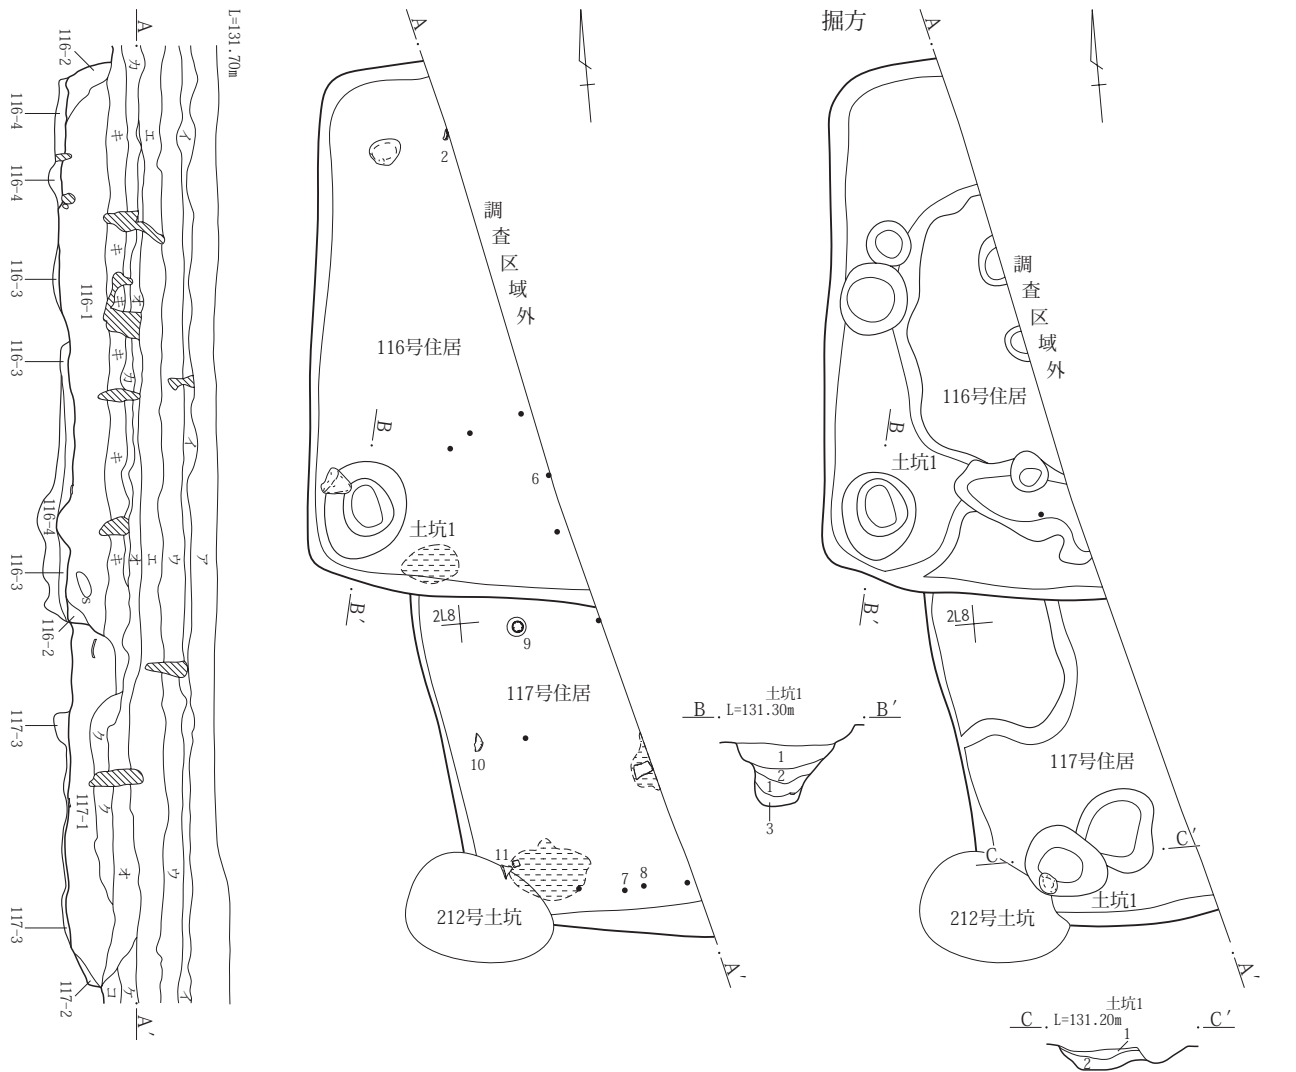 L=131.70m
A
116-2
116-4
116-4
116-3
116-3
116-4
116-3
116-2
117-3
117-3
117-2
116-1
117-1
カ
キ
エ
イ
キ
キ
オ
キ
カ
イ
キ
キ
オ
エ
ウ
ア
S
ク
ク
オ
ウ
コ
ケ
イ
A′
A
2
調査区域外
116号住居
B
6
土坑1
B′
2L8
9
117号住居
10
11
7
8
212号土坑
A′
掘方
A
調査区域外
116号住居
B
土坑1
B′
2L8
117号住居
C
C′
土坑1
212号土坑
A′
土坑1
B
L=131.30m
B′
1
2
1
3
土坑1
C
L=131.20m
C′
1
2